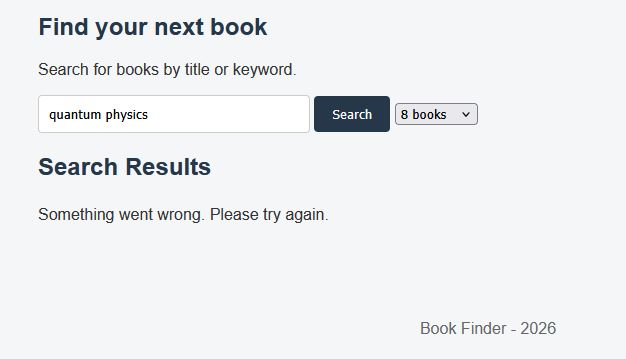 Find your next book
Search for books by title or keyword.
quantum physics Search 8 books
Search Results
Something went wrong. Please try again.
Book Finder - 2026